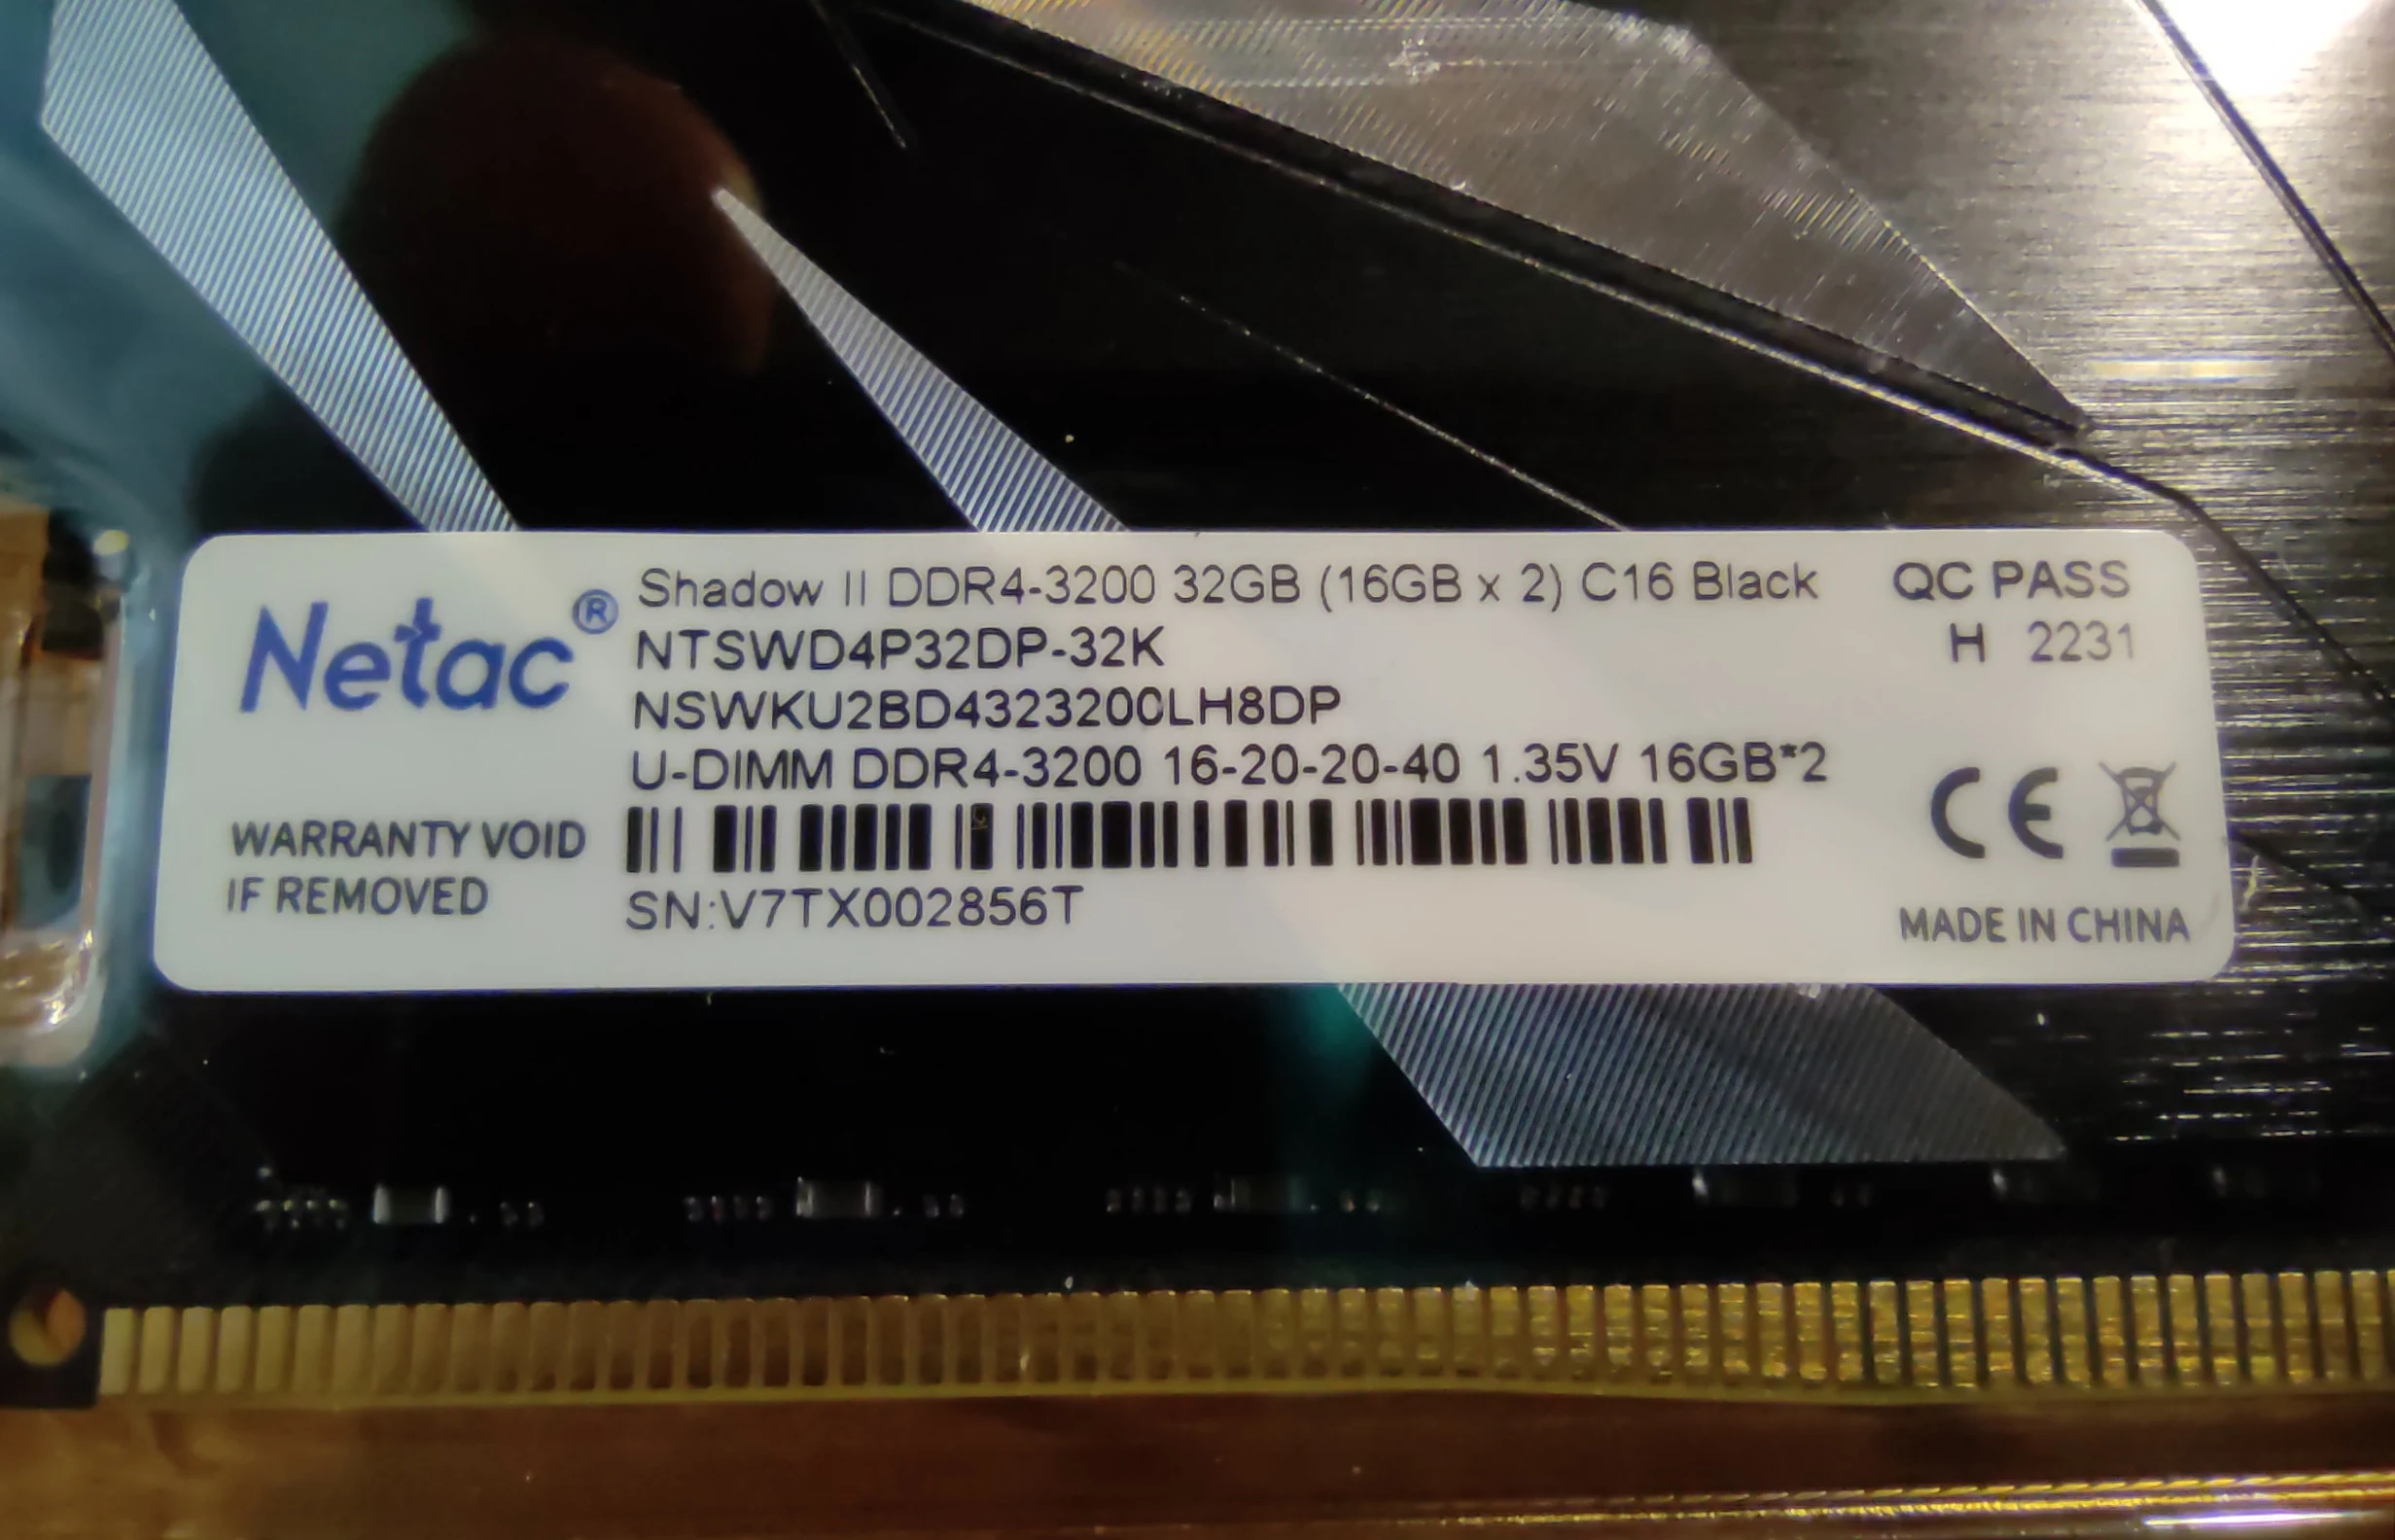 Netac®
Shadow II DDR4-3200 32GB (16GB x 2) C16 Black
NTSWD4P32DP-32K
NSWKU2BD4323200LH8DP
U-DIMM DDR4-3200 16-20-20-40 1.35V 16GB*2
SN:V7TX002856T
WARRANTY VOID
IF REMOVED
QC PASS
H 2231
CE
MADE IN CHINA